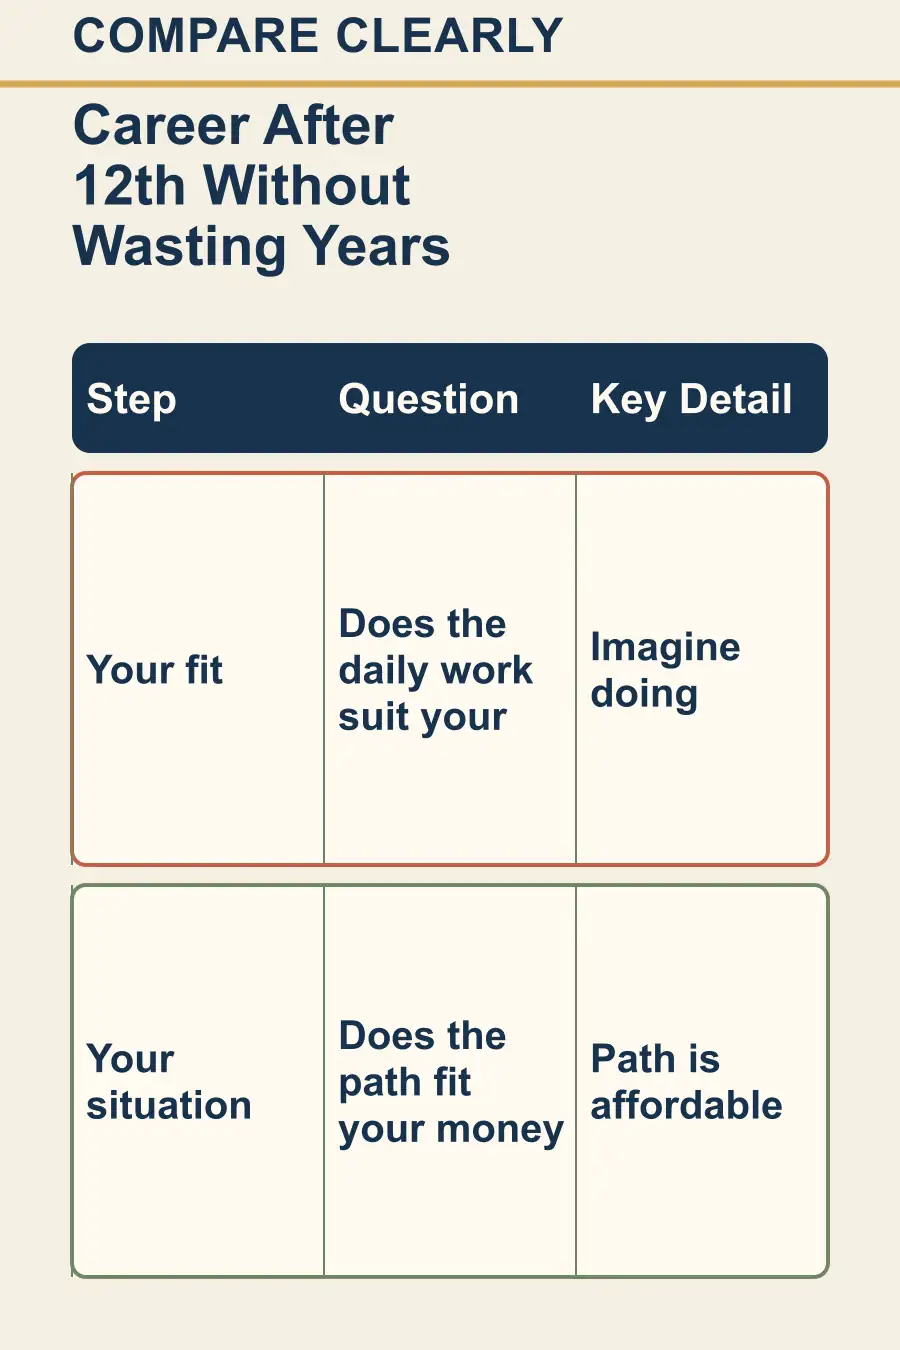 COMPARE CLEARLY
Career After
12th Without
Wasting Years
Step Question Key Detail
Your fit
Does the
daily work
suit your
Imagine
doing
Your
situation
Does the
path fit
your money
Path is
affordable